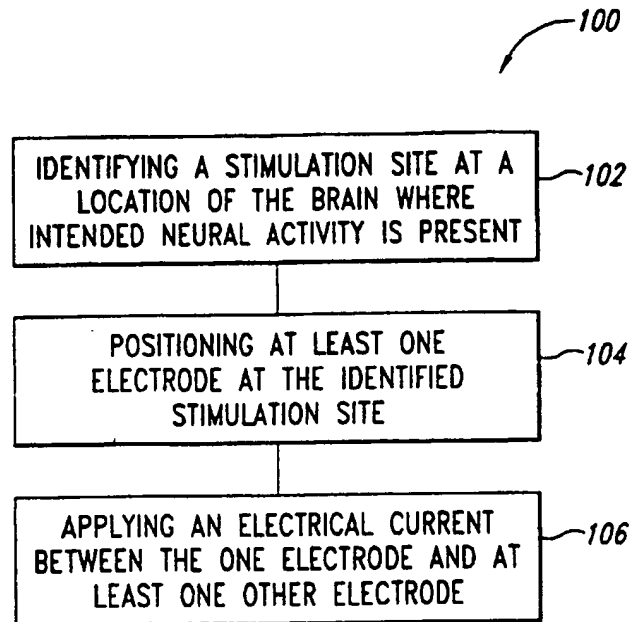 100
IDENTIFYING A STIMULATION SITE AT A
LOCATION OF THE BRAIN WHERE
INTENDED NEURAL ACTIVITY IS PRESENT
102
POSITIONING AT LEAST ONE
ELECTRODE AT THE IDENTIFIED
STIMULATION SITE
104
APPLYING AN ELECTRICAL CURRENT
BETWEEN THE ONE ELECTRODE AND AT
LEAST ONE OTHER ELECTRODE
106